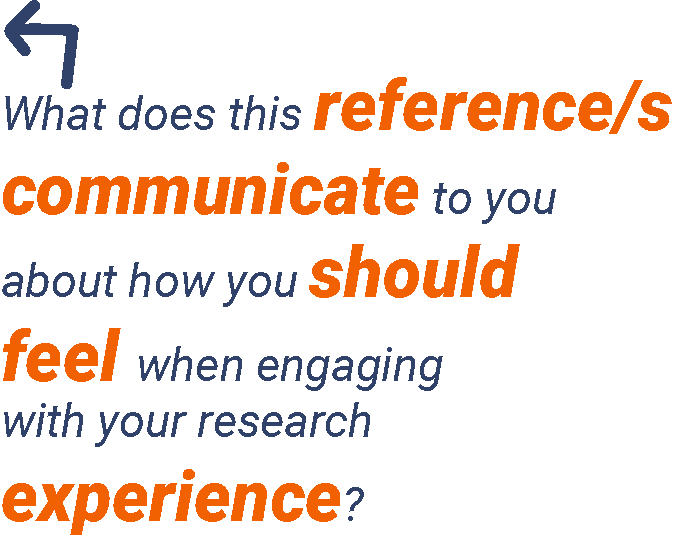 What does this reference/s
communicate to you
about how you should
feel when engaging
with your research
experience?